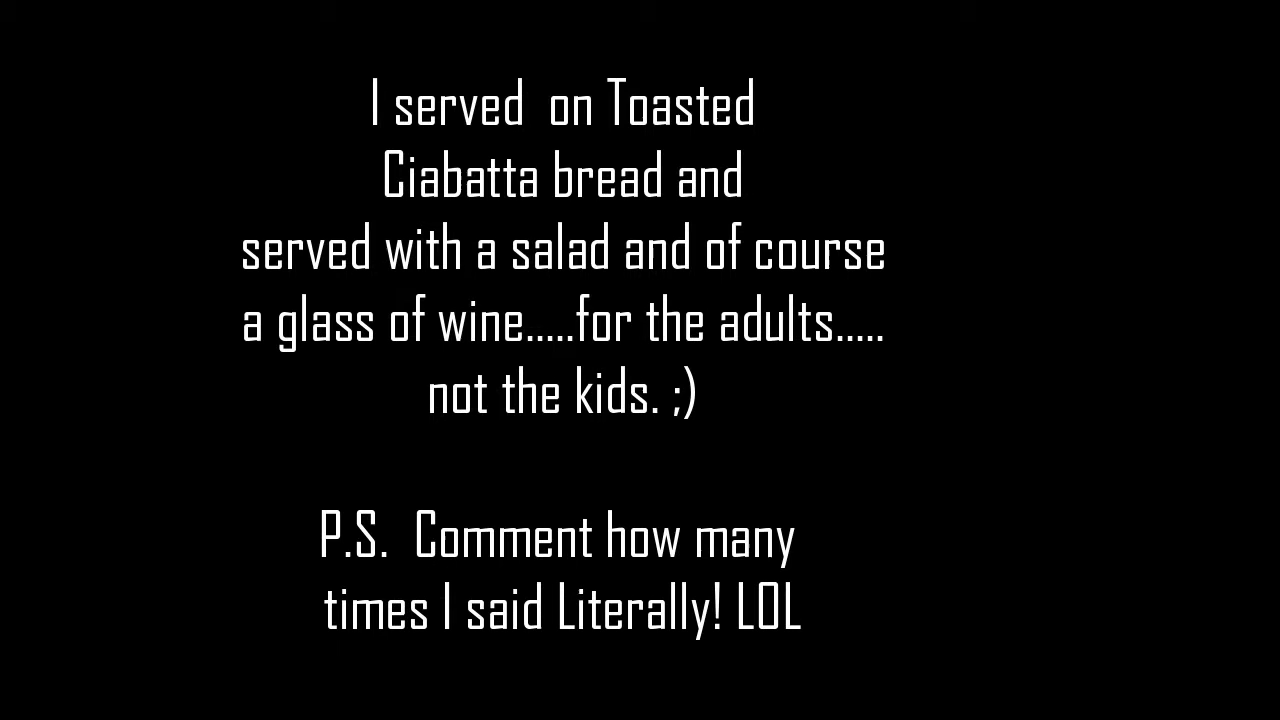 I served  on Toasted
Ciabatta bread and
served with a salad and of course
a glass of wine.....for the adults.....
not the kids. ;)
P.S.  Comment how many
times I said Literally! LOL